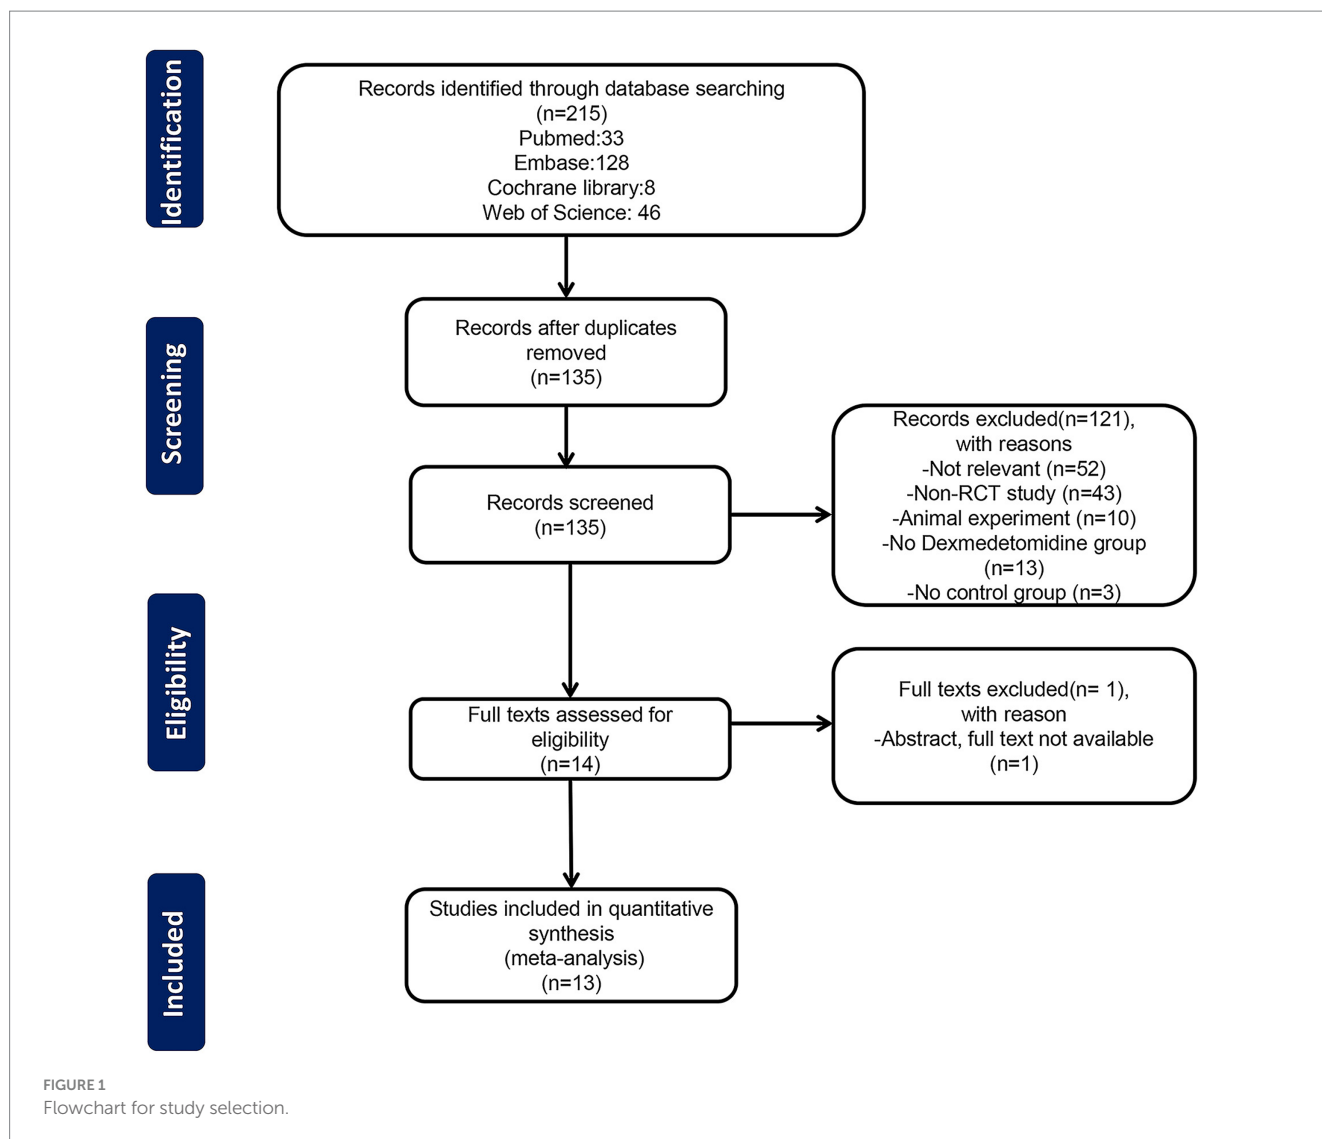 Identification
Records identified through database searching
(n=215)
Pubmed:33
Embase:128
Cochrane library:8
Web of Science: 46
Screening
Records after duplicates
removed
(n=135)
Records screened
(n=135)
Records excluded(n=121),
with reasons
-Not relevant (n=52)
-Non-RCT study (n=43)
-Animal experiment (n=10)
-No Dexmedetomidine group
(n=13)
-No control group (n=3)
Eligibility
Full texts assessed for
eligibility
(n=14)
Full texts excluded(n= 1),
with reason
-Abstract, full text not available
(n=1)
Included
Studies included in quantitative
synthesis
(meta-analysis)
(n=13)
FIGURE 1
Flowchart for study selection.